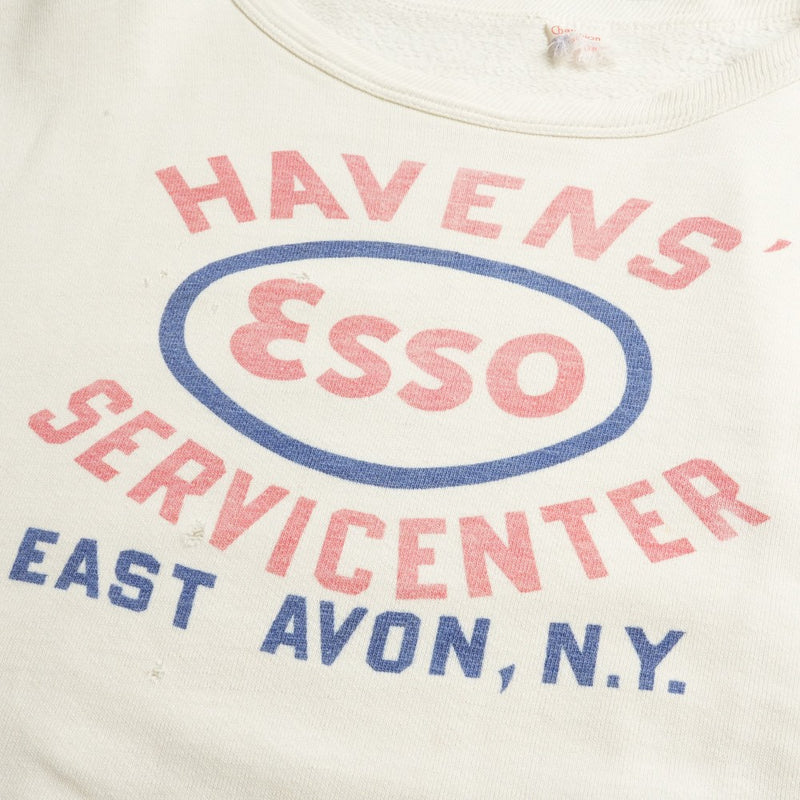 Champion
HAVENS'
Esso
SERVICENTER
EAST AVON, N.Y.